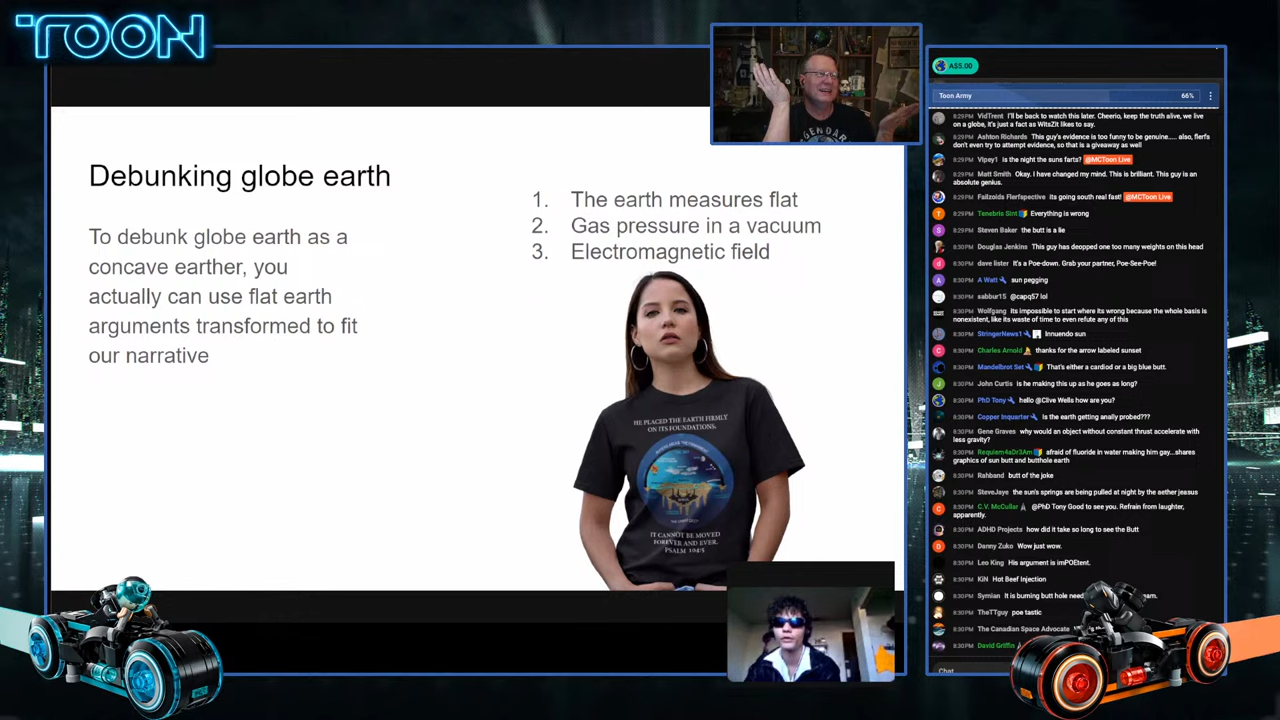 TOON
Debunking globe earth
To debunk globe earth as a
concave earther, you
actually can use flat earth
arguments transformed to fit
our narrative
1. The earth measures flat
2. Gas pressure in a vacuum
3. Electromagnetic field
HE PLACED THE EARTH FIRMLY
ON ITS FOUNDATIONS,
IT CANNOT BE MOVED
FOREVER AND EVER.
PSALM 104:5
LEGENDAR
A$5.00
Toon Army 66%
8:29PM VidTrent I'll be back to watch this later. Cheerio, keep the truth alive, we live
on a globe, it's just a fact as WitsZit likes to say.
8:29PM Ashton Richards This guy's evidence is too funny to be genuine..... also, flerfs
don't even try to attempt evidence, so that is a giveaway as well
8:29PM Vipey1 is the night the suns farts? @MCToon Live
8:29PM Matt Smith Okay. I have changed my mind. This is brilliant. This guy is an
absolute genius.
8:29PM Failzoids Flerfspective its going south real fast! @MCToon Live
8:29PM Tenebris Sint Everything is wrong
8:29PM Steven Baker the butt is a lie
8:30PM Douglas Jenkins This guy has deopped one too many weights on this head
8:30PM dave lister It's a Poe-down. Grab your partner, Poe-See-Poe!
8:30PM A Watt sun pegging
8:30PM sabbur15 @capq57 lol
8:30PM Wolfgang its impossible to start where its wrong because the whole basis is
nonexistent, like its waste of time to even refute any of this
8:30PM StringerNews1 Innuendo sun
8:30PM Charles Arnold thanks for the arrow labeled sunset
8:30PM Mandelbrot Set That's either a cardiod or a big blue butt.
8:30PM John Curtis is he making this up as he goes as long?
8:30PM PhD Tony hello @Clive Wells how are you?
8:30PM Copper Inquarter Is the earth getting anally probed???
8:30PM Gene Graves why would an object without constant thrust accelerate with
less gravity?
8:30PM Requiem4aDr3Am afraid of fluoride in water making him gay...shares
graphics of sun butt and butthole earth
8:30PM Rahband butt of the joke
8:30PM SteveJaye the sun's springs are being pulled at night by the aether jeasus
8:30PM C.V. McCullar @PhD Tony Good to see you. Refrain from laughter,
apparently.
8:30PM ADHD Projects how did it take so long to see the Butt
8:30PM Danny Zuko Wow just wow.
8:30PM Leo King His argument is imPOEtent.
8:30PM KiN Hot Beef Injection
8:30PM Symian It is burning butt hole need
8:30PM TheTTguy poe tastic
8:30PM The Canadian Space Advocate
8:30PM David Griffin
Chat